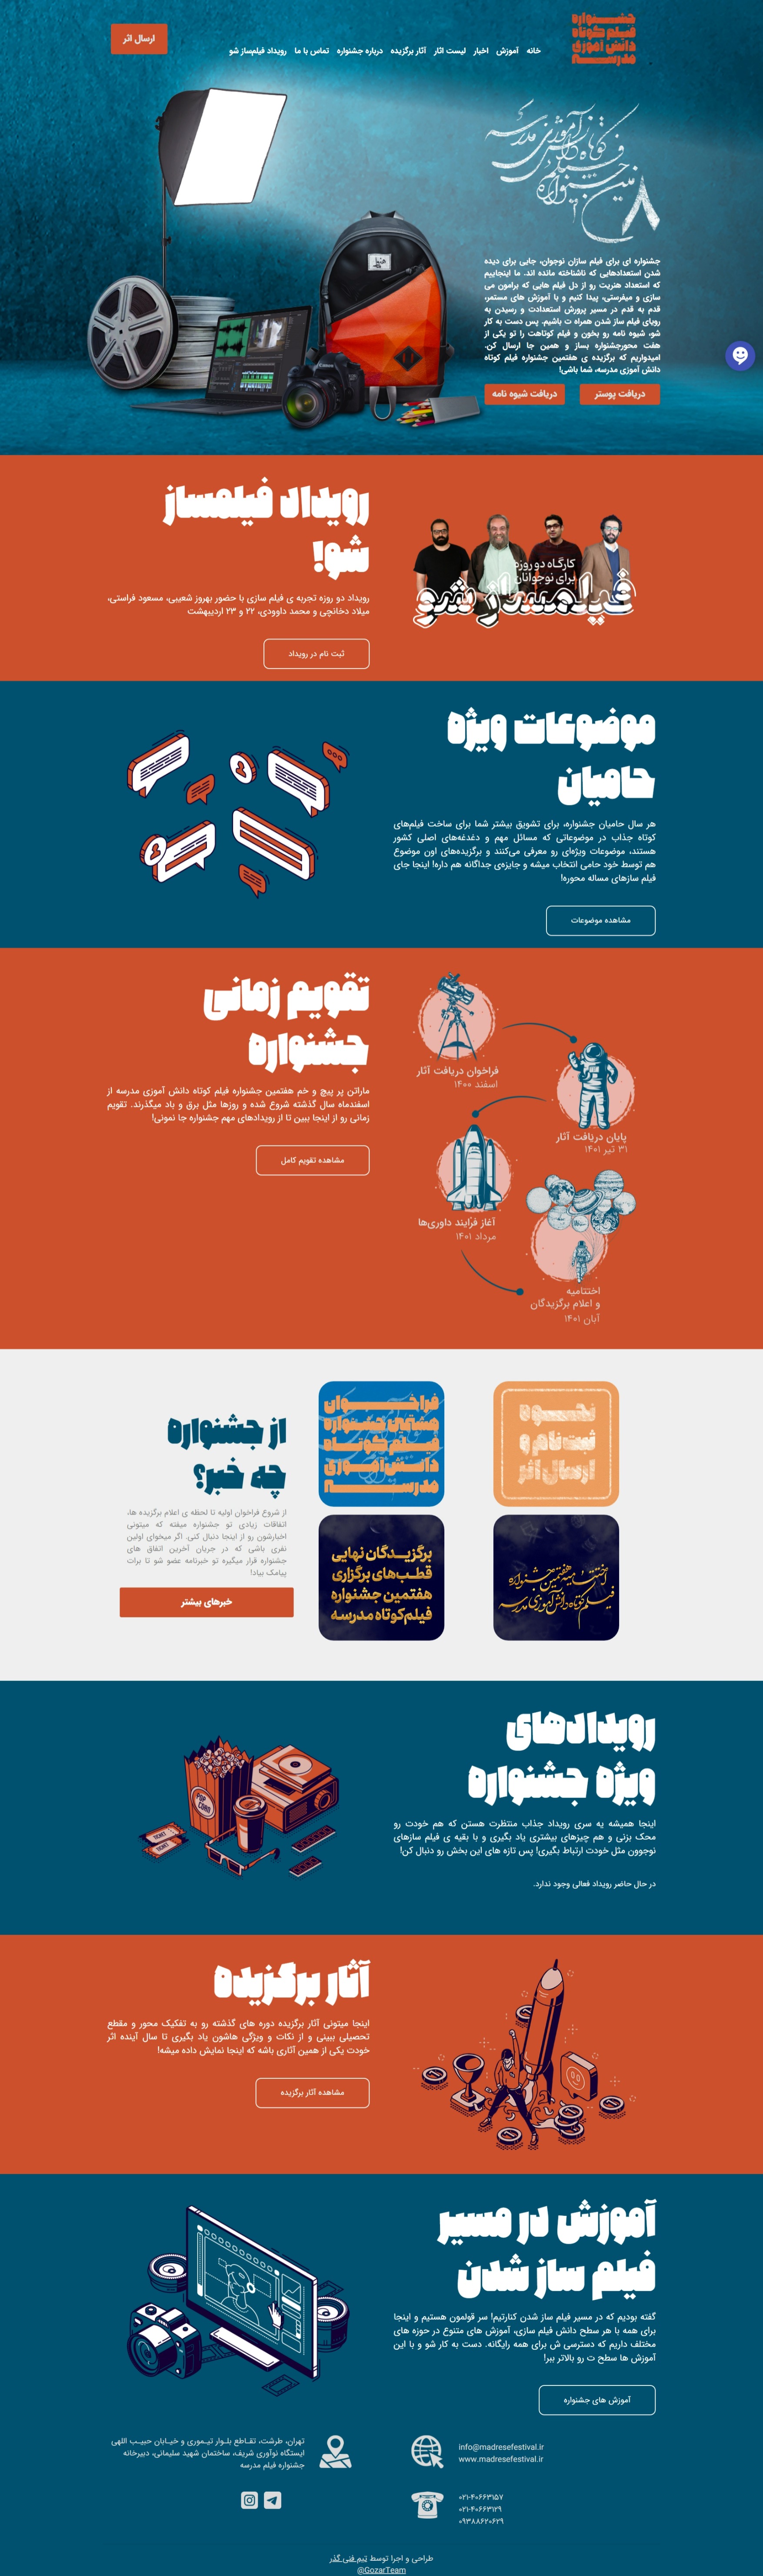 جشنواره
فیلم کوتاه
دانش آموزی
مدرسه
خانه
آموزش
اخبار
لیست آثار
آثار برگزیده
درباره جشنواره
تماس با ما
رویداد فیلمساز شو
ارسال اثر
جشنواره ای برای فیلم سازان نوجوان، جایی برای دیده
شدن استعدادهایی که ناشناخته مانده اند. ما اینجاییم
که استعداد هنریت رو از دل فیلم هایی که برامون می
سازی و میفرستی، پیدا کنیم و با آموزش های مستمر،
قدم به قدم در مسیر پرورش استعدادت و رسیدن به
رویای فیلم ساز شدن همراه ت باشیم. پس دست به کار
شو، شیوه نامه رو بخون و فیلم کوتاهت را تو یکی از
هفت محورجشنواره بساز و همین جا ارسال کن.
امیدواریم که برگزیده ی هفتمین جشنواره فیلم کوتاه
دانش آموزی مدرسه، شما باشی!
دریافت پوستر
دریافت شیوه نامه
کارگاه دو روزه
برای نوجوانان
فیلمساز شو
رویداد فیلمساز
شو!
رویداد دو روزه تجربه ی فیلم سازی با حضور بهروز شعیبی، مسعود فراستی،
میلاد دخانچی و محمد داوودی، ۲۲ و ۲۳ اردیبهشت
ثبت نام در رویداد
موضوعات ویژه
حامیان
هر سال حامیان جشنواره، برای تشویق بیشتر شما برای ساخت فیلم‌های
کوتاه جذاب در موضوعاتی که مسائل مهم و دغدغه‌های اصلی کشور
هستند، موضوعات ویژه‌ای رو معرفی می‌کنند و برگزیده‌های اون موضوع
هم توسط خود حامی انتخاب میشه و جایزه‌ی جداگانه هم داره! اینجا جای
فیلم سازهای مساله محوره!
مشاهده موضوعات
تقویم زمانی
جشنواره
ماراتن پر پیچ و خم هفتمین جشنواره فیلم کوتاه دانش آموزی مدرسه از
اسفندماه سال گذشته شروع شده و روزها مثل برق و باد میگذرند. تقویم
زمانی رو از اینجا ببین تا از رویدادهای مهم جشنواره جا نمونی!
مشاهده تقویم کامل
فراخوان دریافت آثار
اسفند ۱۴۰۰
پایان دریافت آثار
۳۱ تیر ۱۴۰۱
آغاز فرآیند داوری‌ها
مرداد ۱۴۰۱
اختتامیه
و اعلام برگزیدگان
آبان ۱۴۰۱
نحوه
ثبت نام و
ارسال اثر
فراخوان
هشتمین جشنواره
فیلم کوتاه
دانش آموزی
مدرسه
اختتامیه هفتمین جشنواره
فیلم کوتاه دانش آموزی مدرسه
برگزیدگان نهایی
قطب‌های برگزاری
هفتمین جشنواره
فیلم کوتاه مدرسه
از جشنواره
چه خبر؟
از شروع فراخوان اولیه تا لحظه ی اعلام برگزیده ها،
اتفاقات زیادی تو جشنواره میفته که میتونی
اخبارشون رو از اینجا دنبال کنی. اگر میخوای اولین
نفری باشی که در جریان آخرین اتفاق های
جشنواره قرار میگیره تو خبرنامه عضو شو تا برات
پیامک بیاد!
خبرهای بیشتر
رویدادهای
ویژه جشنواره
اینجا همیشه یه سری رویداد جذاب منتظرت هستن که هم خودت رو
محک بزنی و هم چیزهای بیشتری یاد بگیری و با بقیه ی فیلم سازهای
نوجوون مثل خودت ارتباط بگیری! پس تازه های این بخش رو دنبال کن!
در حال حاضر رویداد فعالی وجود ندارد.
POP
CORN
TICKET
TICKET
آثار برگزیده
اینجا میتونی آثار برگزیده دوره های گذشته رو به تفکیک محور و مقطع
تحصیلی ببینی و از نکات و ویژگی هاشون یاد بگیری تا سال آینده اثر
خودت یکی از همین آثاری باشه که اینجا نمایش داده میشه!
مشاهده آثار برگزیده
آموزش در مسیر
فیلم ساز شدن
گفته بودیم که در مسیر فیلم ساز شدن کنارتیم! سر قولمون هستیم و اینجا
برای همه با هر سطح دانش فیلم سازی، آموزش های متنوع در حوزه های
مختلف داریم که دسترسی ش برای همه رایگانه. دست به کار شو و با این
آموزش ها سطح ت رو بالاتر ببر!
آموزش های جشنواره
info@madresefestival.ir
www.madresefestival.ir
تهران، طرشت، تقـاطع بلـوار تیـموری و خیـابان حبیـب اللهی
ایستگاه نوآوری شریف، ساختمان شهید سلیمانی، دبیرخانه
جشنواره فیلم مدرسه
۰۲۱-۴۰۶۶۳۱۵۷
۰۲۱-۴۰۶۶۳۱۲۹
۰۹۳۸۸۶۲۰۶۲۹
طراحی و اجرا توسط تیم فنی گذر
@GozarTeam